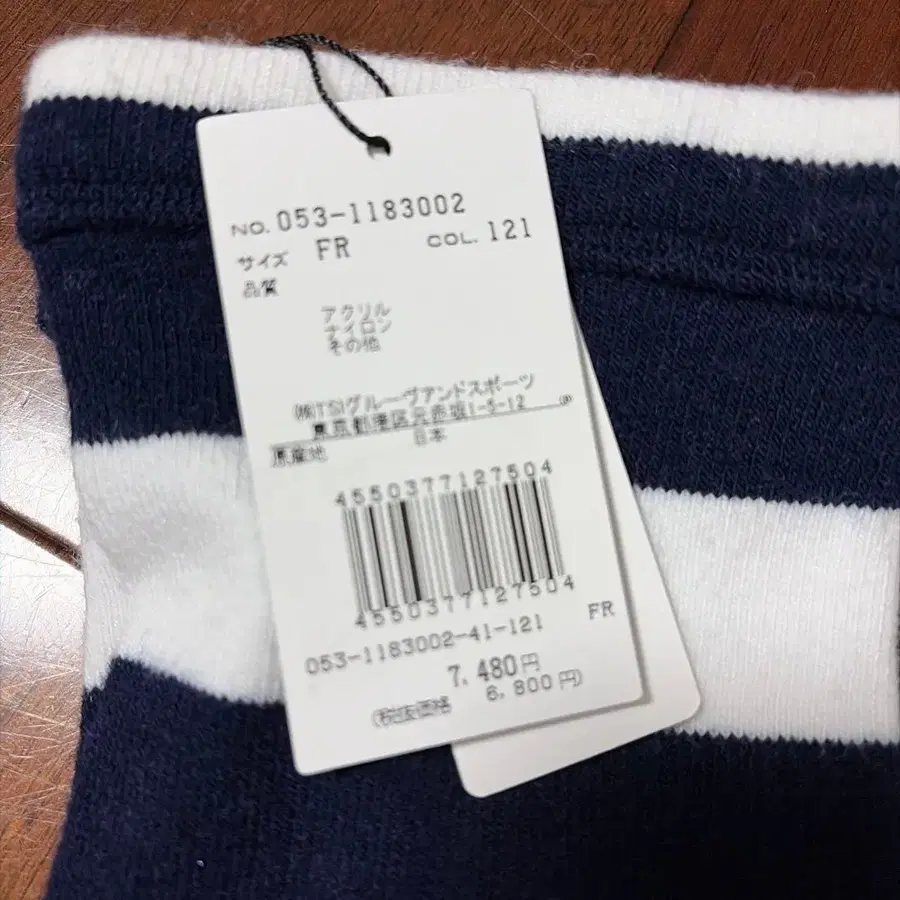 NO. 053-1183002
サイズ FR COL. 121
品質
アクリル
ナイロン
その他
(株)TSIグルーヴアンドスポーツ
東京都港区元赤坂1-5-12
原産地 日本
4550377127504
4550377127504
053-1183002-41-121 FR
7,480円
(税抜価格 6,800円)